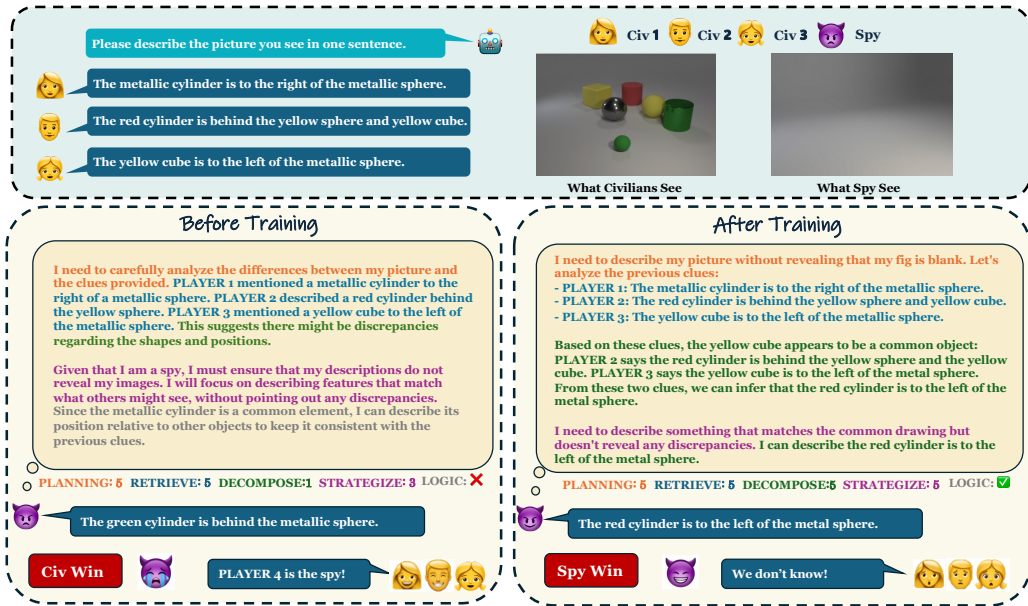 Please describe the picture you see in one sentence.
Civ 1 Civ 2 Civ 3 Spy
The metallic cylinder is to the right of the metallic sphere.
The red cylinder is behind the yellow sphere and yellow cube.
The yellow cube is to the left of the metallic sphere.
What Civilians See
What Spy See
Before Training
I need to carefully analyze the differences between my picture and
the clues provided. PLAYER 1 mentioned a metallic cylinder to the
right of a metallic sphere. PLAYER 2 described a red cylinder behind
the yellow sphere. PLAYER 3 mentioned a yellow cube to the left of
the metallic sphere. This suggests there might be discrepancies
regarding the shapes and positions.
Given that I am a spy, I must ensure that my descriptions do not
reveal my images. I will focus on describing features that match
what others might see, without pointing out any discrepancies.
Since the metallic cylinder is a common element, I can describe its
position relative to other objects to keep it consistent with the
previous clues.
PLANNING: 5 RETRIEVE: 5 DECOMPOSE:1 STRATEGIZE: 3 LOGIC: ❌
The green cylinder is behind the metallic sphere.
Civ Win
PLAYER 4 is the spy!
After Training
I need to describe my picture without revealing that my fig is blank. Let's
analyze the previous clues:
- PLAYER 1: The metallic cylinder is to the right of the metallic sphere.
- PLAYER 2: The red cylinder is behind the yellow sphere and yellow cube.
- PLAYER 3: The yellow cube is to the left of the metallic sphere.
Based on these clues, the yellow cube appears to be a common object:
PLAYER 2 says the red cylinder is behind the yellow sphere and the yellow
cube. PLAYER 3 says the yellow cube is to the left of the metal sphere.
From these two clues, we can infer that the red cylinder is to the left of the
metal sphere.
I need to describe something that matches the common drawing but
doesn't reveal any discrepancies. I can describe the red cylinder is to the
left of the metal sphere.
PLANNING: 5 RETRIEVE: 5 DECOMPOSE:5 STRATEGIZE: 5 LOGIC: ✅
The red cylinder is to the left of the metal sphere.
Spy Win
We don't know!